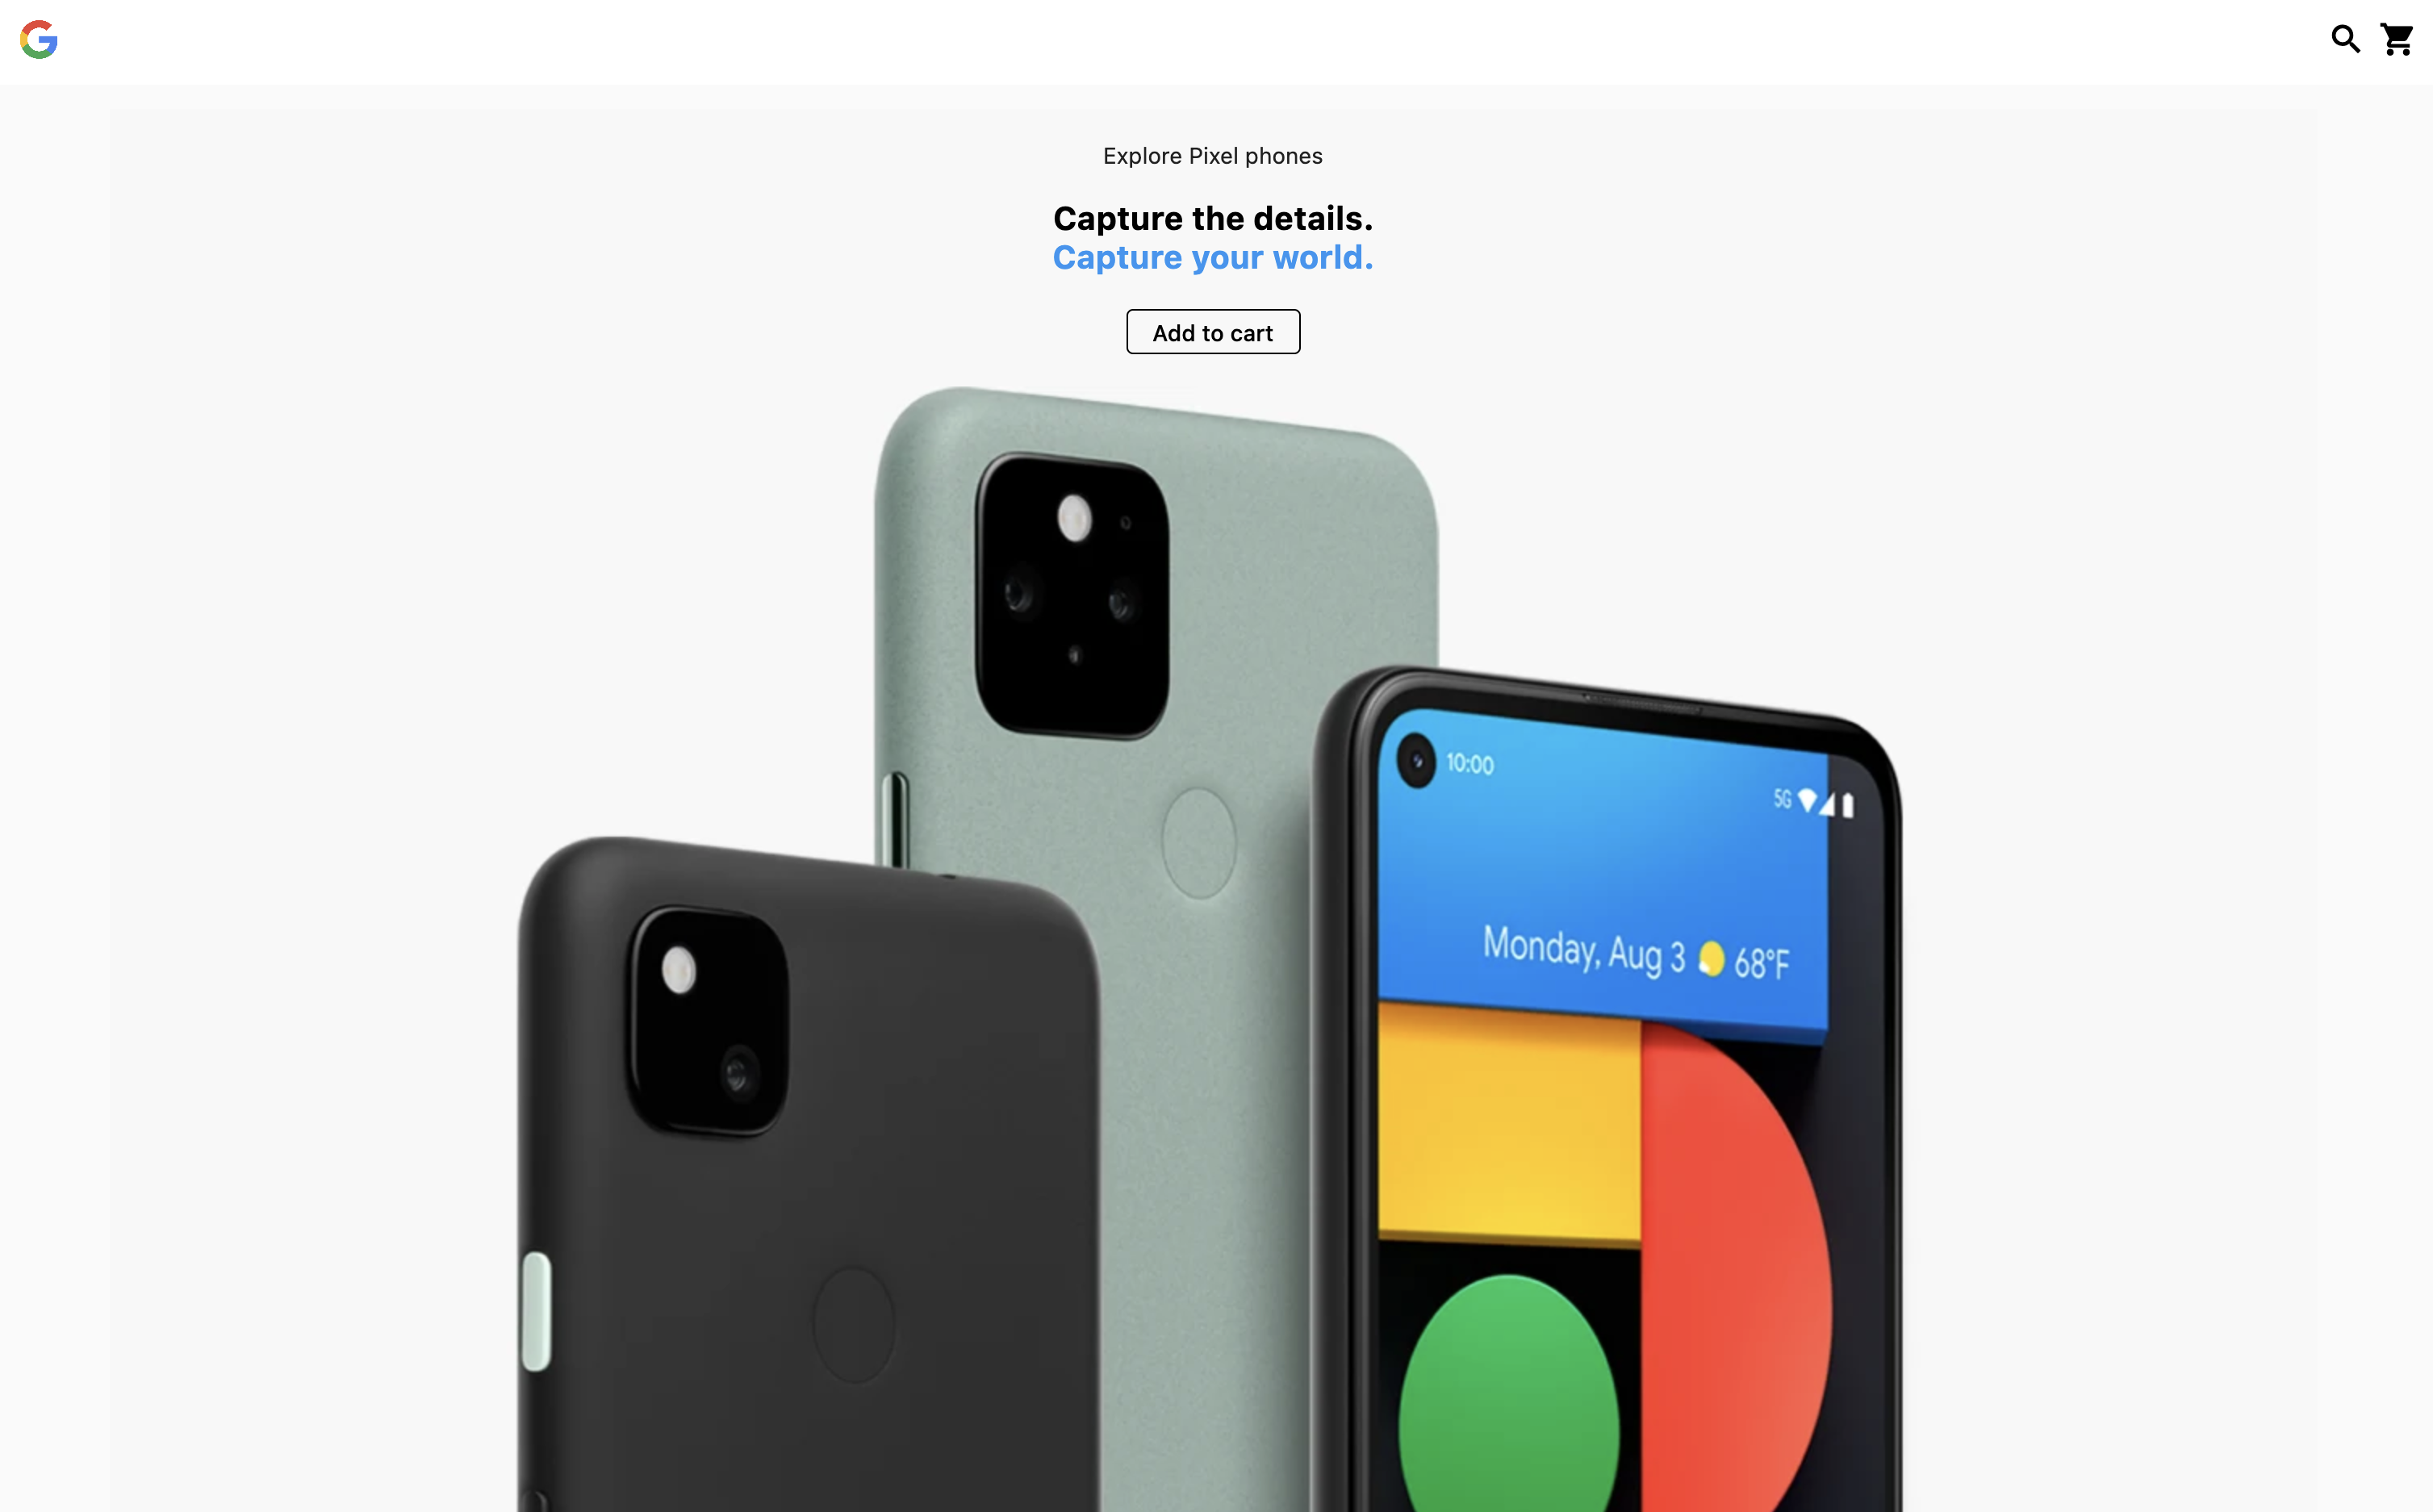 Explore Pixel phones
Capture the details.
Capture your world.
Add to cart
10:00
5G
Monday, Aug 3 68°F